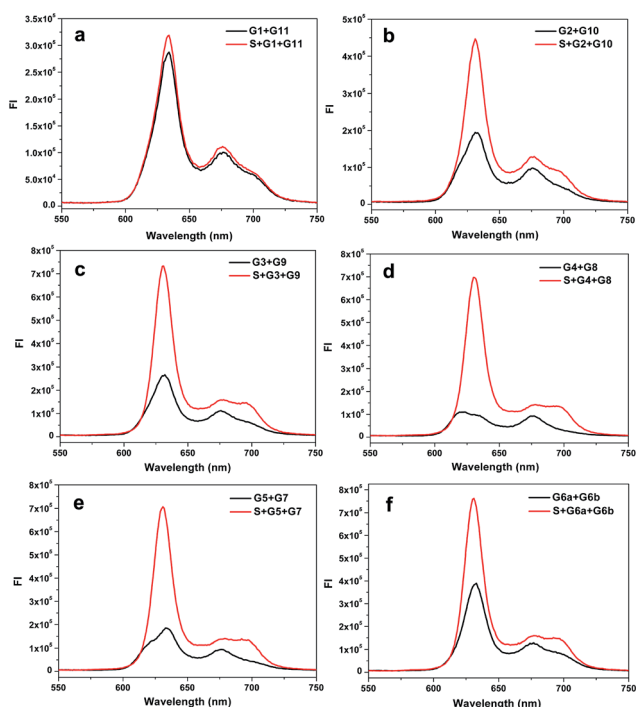 a
G1+G11
S+G1+G11
3.5x10⁵
3.0x10⁵
2.5x10⁵
2.0x10⁵
1.5x10⁵
1.0x10⁵
5.0x10⁴
0.0
FI
550 600 650 700 750
Wavelength (nm)
b
G2+G10
S+G2+G10
5x10⁵
4x10⁵
3x10⁵
2x10⁵
1x10⁵
0
FI
550 600 650 700 750
Wavelength (nm)
c
G3+G9
S+G3+G9
8x10⁵
7x10⁵
6x10⁵
5x10⁵
4x10⁵
3x10⁵
2x10⁵
1x10⁵
0
FI
550 600 650 700 750
Wavelength (nm)
d
G4+G8
S+G4+G8
8x10⁵
7x10⁵
6x10⁵
5x10⁵
4x10⁵
3x10⁵
2x10⁵
1x10⁵
0
FI
550 600 650 700 750
Wavelength (nm)
e
G5+G7
S+G5+G7
8x10⁵
7x10⁵
6x10⁵
5x10⁵
4x10⁵
3x10⁵
2x10⁵
1x10⁵
0
FI
550 600 650 700 750
Wavelength (nm)
f
G6a+G6b
S+G6a+G6b
8x10⁵
7x10⁵
6x10⁵
5x10⁵
4x10⁵
3x10⁵
2x10⁵
1x10⁵
0
FI
550 600 650 700 750
Wavelength (nm)